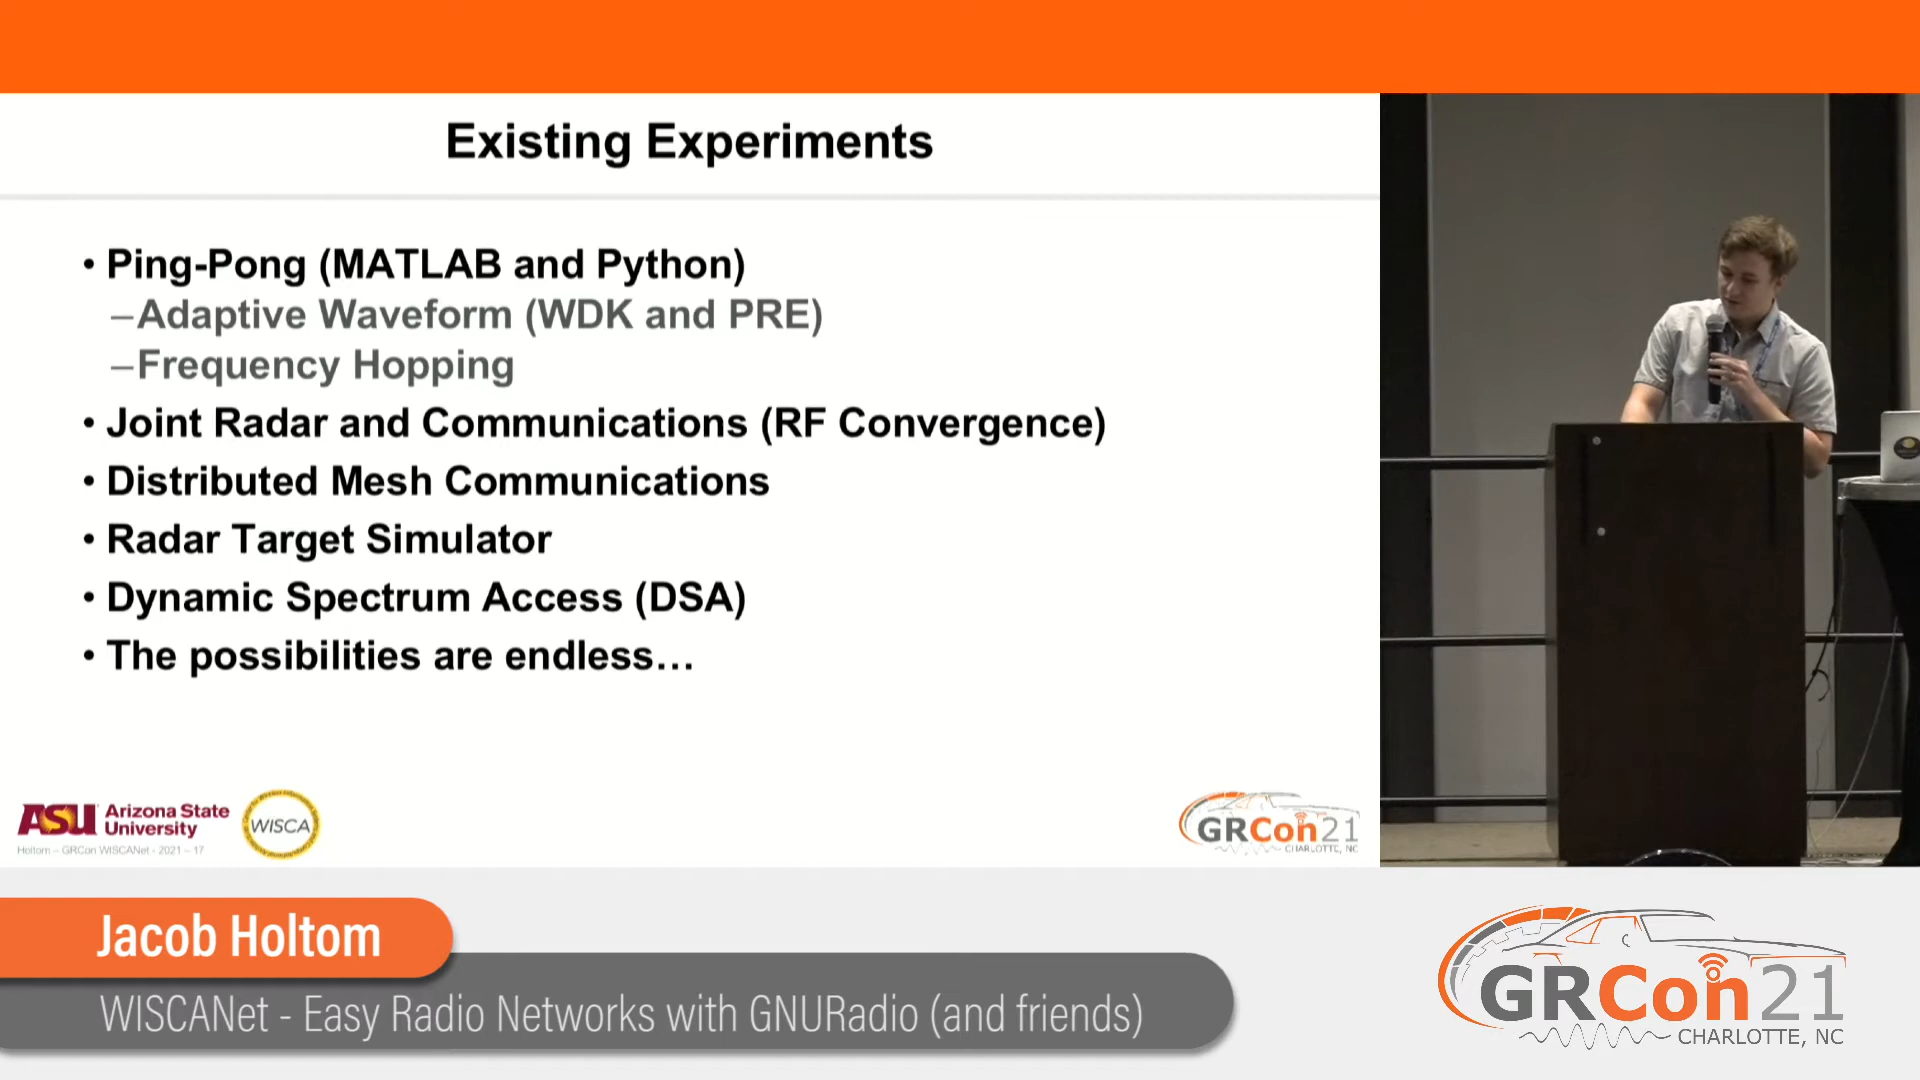 Existing Experiments
• Ping-Pong (MATLAB and Python)
–Adaptive Waveform (WDK and PRE)
–Frequency Hopping
• Joint Radar and Communications (RF Convergence)
• Distributed Mesh Communications
• Radar Target Simulator
• Dynamic Spectrum Access (DSA)
• The possibilities are endless…
ASU Arizona State
University
WISCA
Holtom – GRCon WISCANet - 2021 – 17
GRCon21
CHARLOTTE, NC
Jacob Holtom
WISCANet - Easy Radio Networks with GNURadio (and friends)
GRCon21
CHARLOTTE, NC